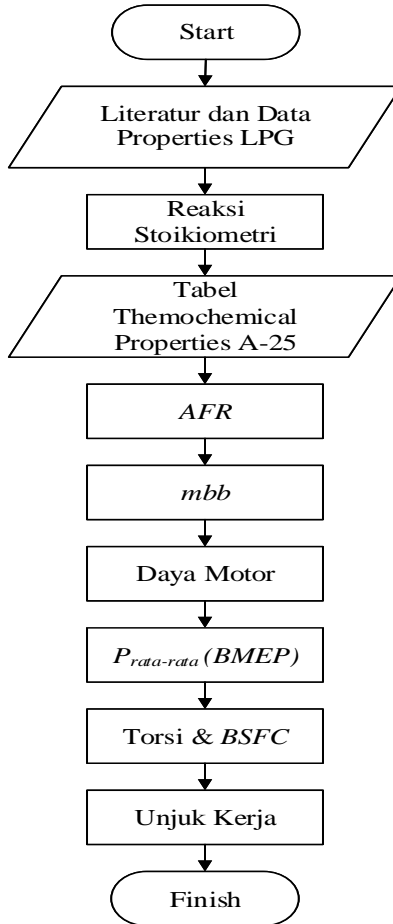 Start
Literatur dan Data
Properties LPG
Reaksi
Stoikiometri
Tabel
Themochemical
Properties A-25
AFR
mbb
Daya Motor
P_rata-rata (BMEP)
Torsi & BSFC
Unjuk Kerja
Finish